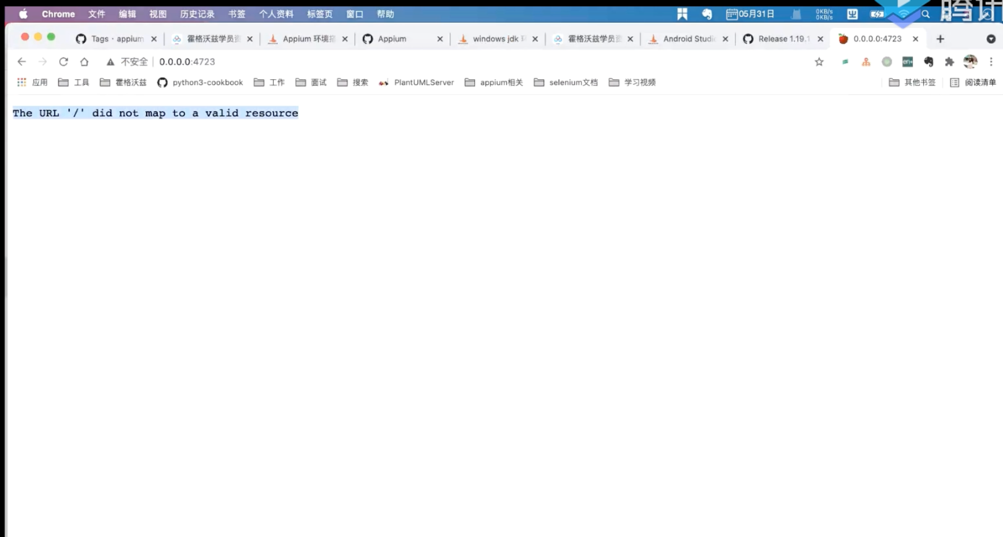 Chrome 文件 编辑 视图 历史记录 书签 个人资料 标签页 窗口 帮助 05月31日 0KB/s 0KB/s 腾讯
Tags · appium 霍格沃兹学员 Appium 环境 Appium windows jdk 霍格沃兹学员 Android Studi Release 1.19.1 0.0.0.0:4723
不安全 0.0.0.0:4723
应用 工具 霍格沃兹 python3-cookbook 工作 面试 搜索 PlantUMLServer appium相关 selenium文档 学习视频 其他书签 阅读清单
The URL '/' did not map to a valid resource